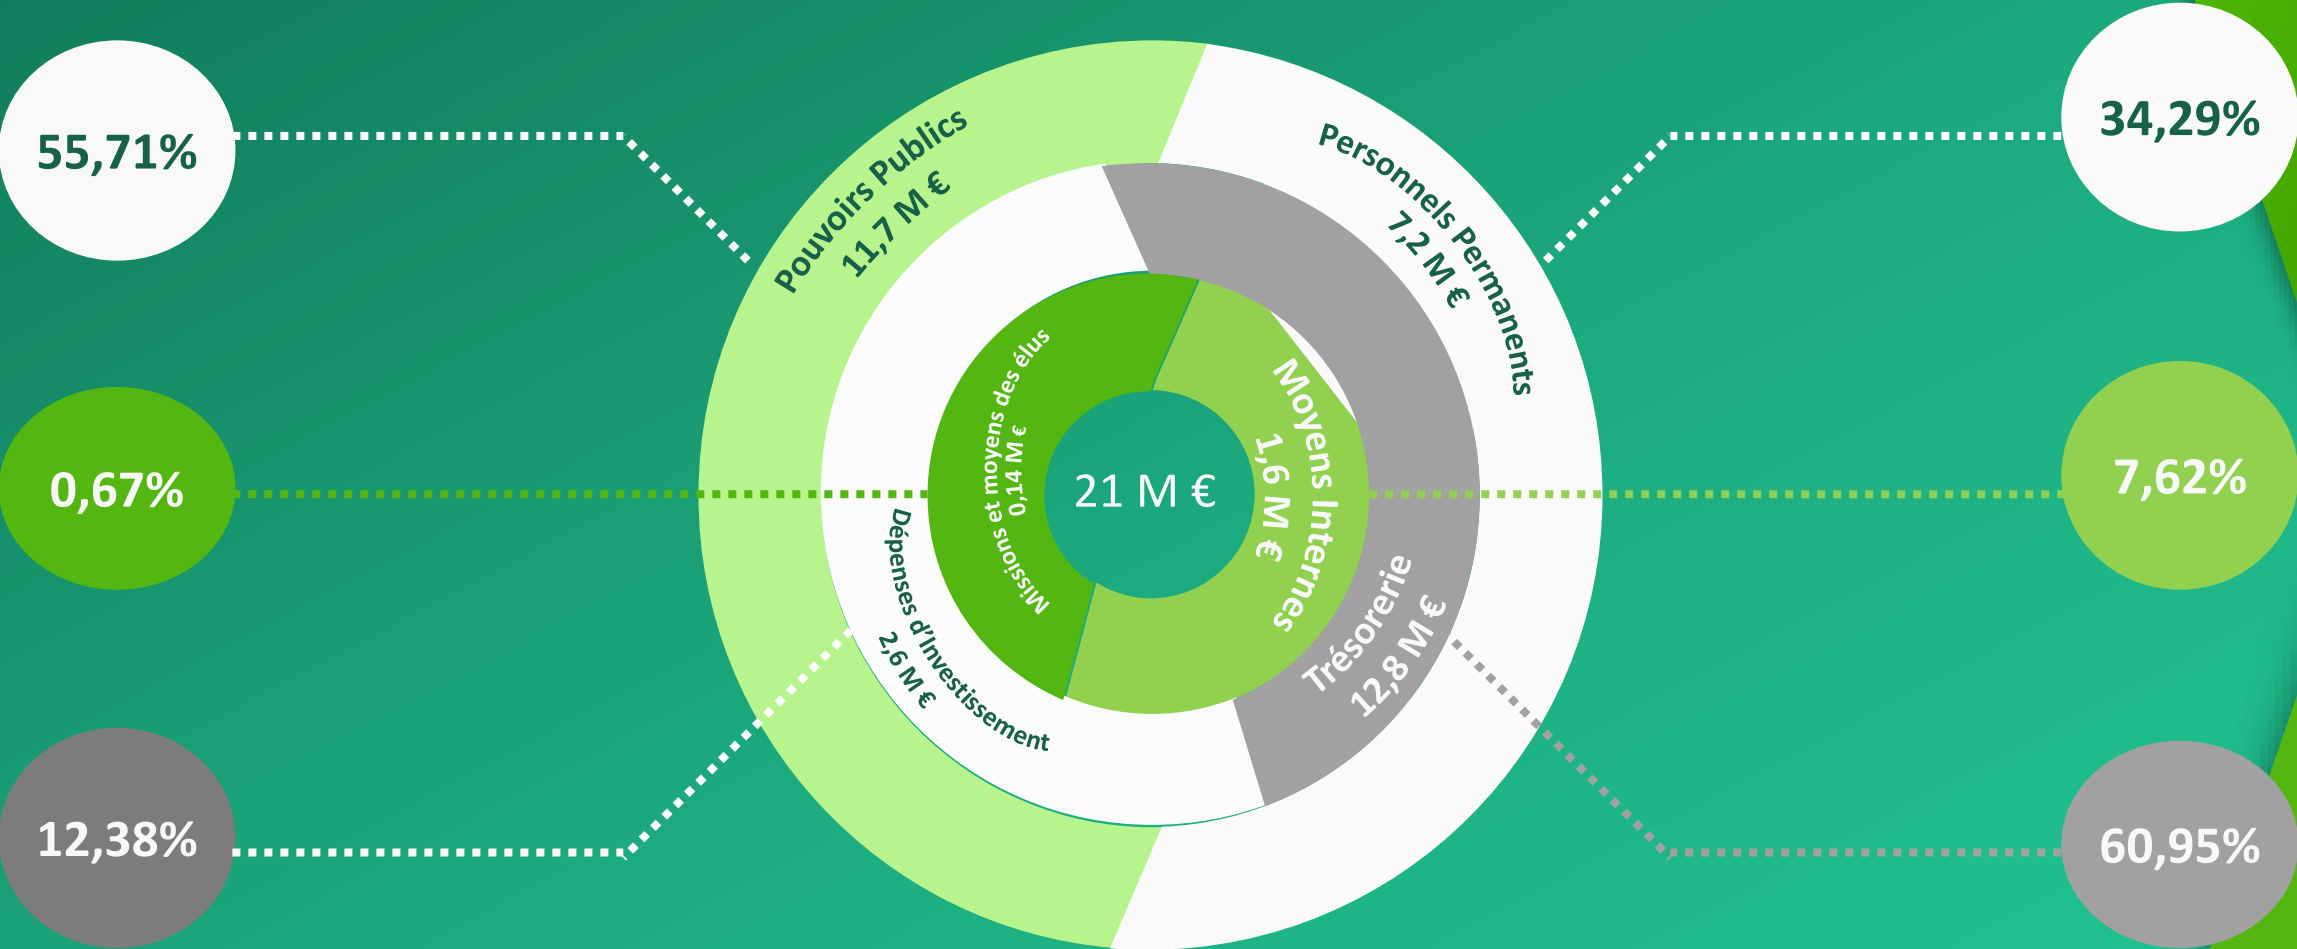 55,71%
34,29%
Pouvoirs Publics
11,7 M €
Personnels Permanents
7,2 M €
0,67%
7,62%
Missions et moyens des élus
0,14 M €
21 M €
Moyens Internes
1,6 M €
Dépenses d’Investissement
2,6 M €
Trésorerie
12,8 M €
12,38%
60,95%